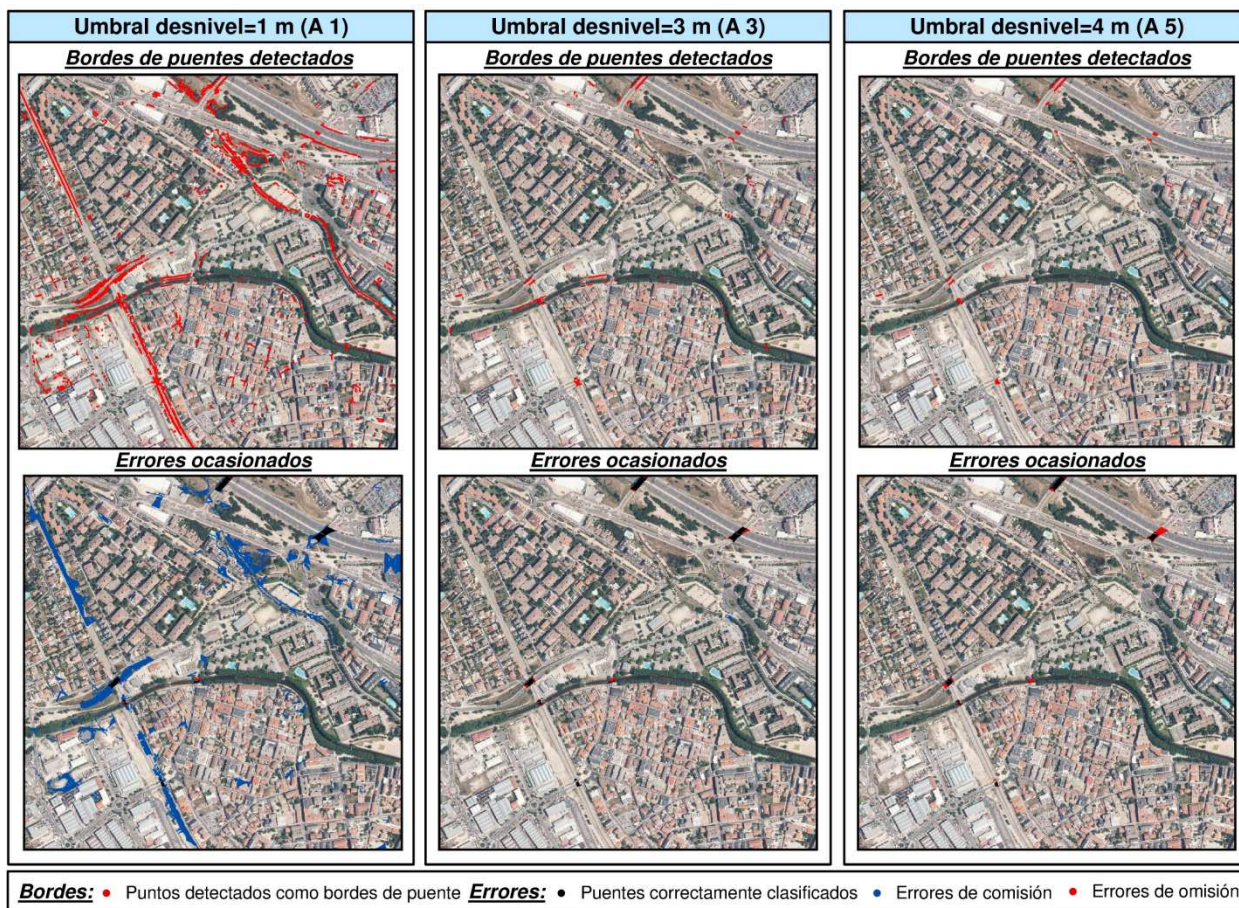 Umbral desnivel=1 m (A 1)
Bordes de puentes detectados
Errores ocasionados
Umbral desnivel=3 m (A 3)
Bordes de puentes detectados
Errores ocasionados
Umbral desnivel=4 m (A 5)
Bordes de puentes detectados
Errores ocasionados
Bordes: • Puntos detectados como bordes de puente Errores: • Puentes correctamente clasificados • Errores de comisión • Errores de omisión